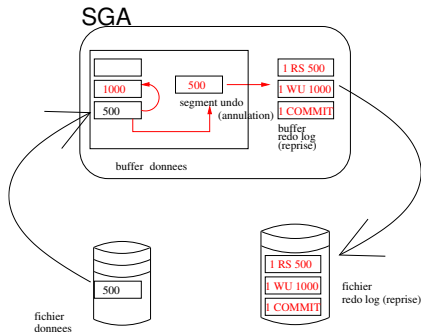 SGA
1000
500
500
segment undo
(annulation)
1 RS 500
1 WU 1000
1 COMMIT
buffer
redo log
(reprise)
buffer donnees
500
fichier
donnees
1 RS 500
1 WU 1000
1 COMMIT
fichier
redo log (reprise)